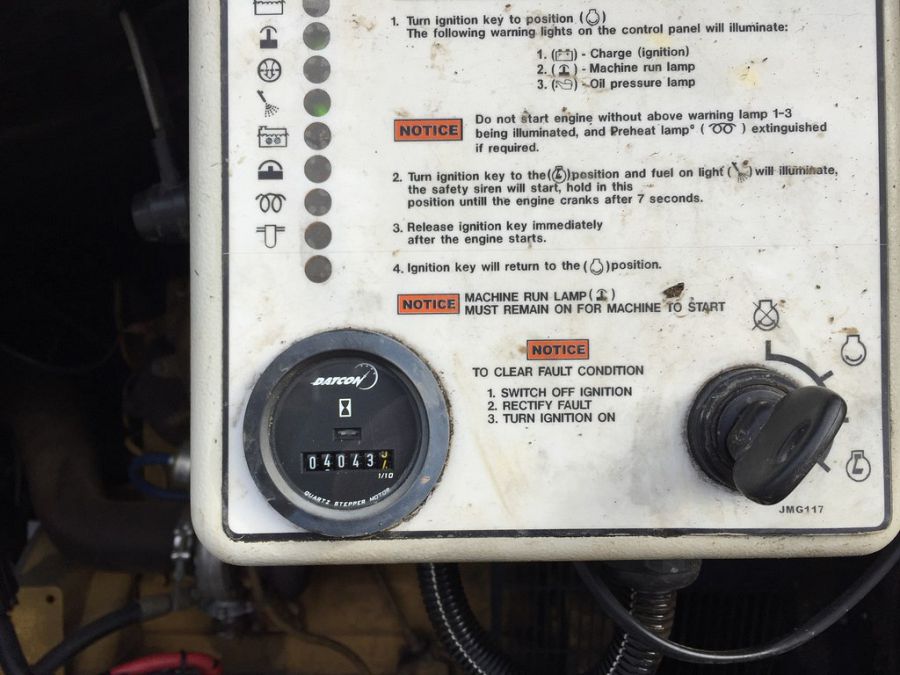 1. Turn ignition key to position ( )
The following warning lights on the control panel will illuminate:
1. ( ) - Charge (ignition)
2. ( ) - Machine run lamp
3. ( ) - Oil pressure lamp
NOTICE
Do not start engine without above warning lamp 1-3
being illuminated, and Preheat lamp° ( ) extinguished
if required.
2. Turn ignition key to the ( ) position and fuel on light ( ) will illuminate,
the safety siren will start, hold in this
position untill the engine cranks after 7 seconds.
3. Release ignition key immediately
after the engine starts.
4. Ignition key will return to the ( ) position.
NOTICE
MACHINE RUN LAMP ( )
MUST REMAIN ON FOR MACHINE TO START
NOTICE
TO CLEAR FAULT CONDITION
1. SWITCH OFF IGNITION
2. RECTIFY FAULT
3. TURN IGNITION ON
DATCON
04043
1/10
QUARTZ STEPPER MOTOR
JMG117